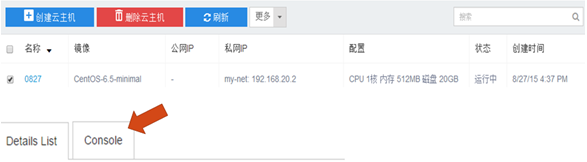 创建云主机 删除云主机 刷新 更多 搜索
名称 镜像 公网IP 私网IP 配置 状态 创建时间
0827 CentOS-6.5-minimal - my-net: 192.168.20.2 CPU 1核 内存 512MB 磁盘 20GB 运行中 8/27/15 4:37 PM
Details List Console